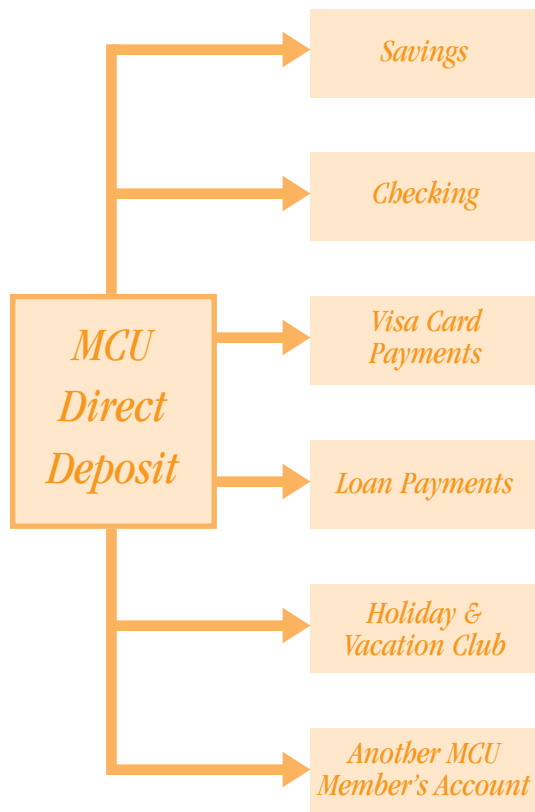 Savings
Checking
MCU
Direct
Deposit
Visa Card
Payments
Loan Payments
Holiday &
Vacation Club
Another MCU
Member’s Account